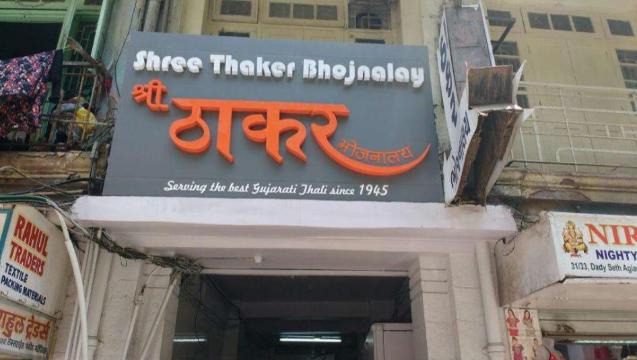 Shree Thaker Bhojnalay
श्री. ठाकर
भोजनालय
Serving the best Gujarati Thali since 1945
RAHUL
TRADERS
TEXTILE
PACKING MATERIALS
राहुल ट्रेडर्स
NIR
NIGHTY
31/33, Dady Seth Agia